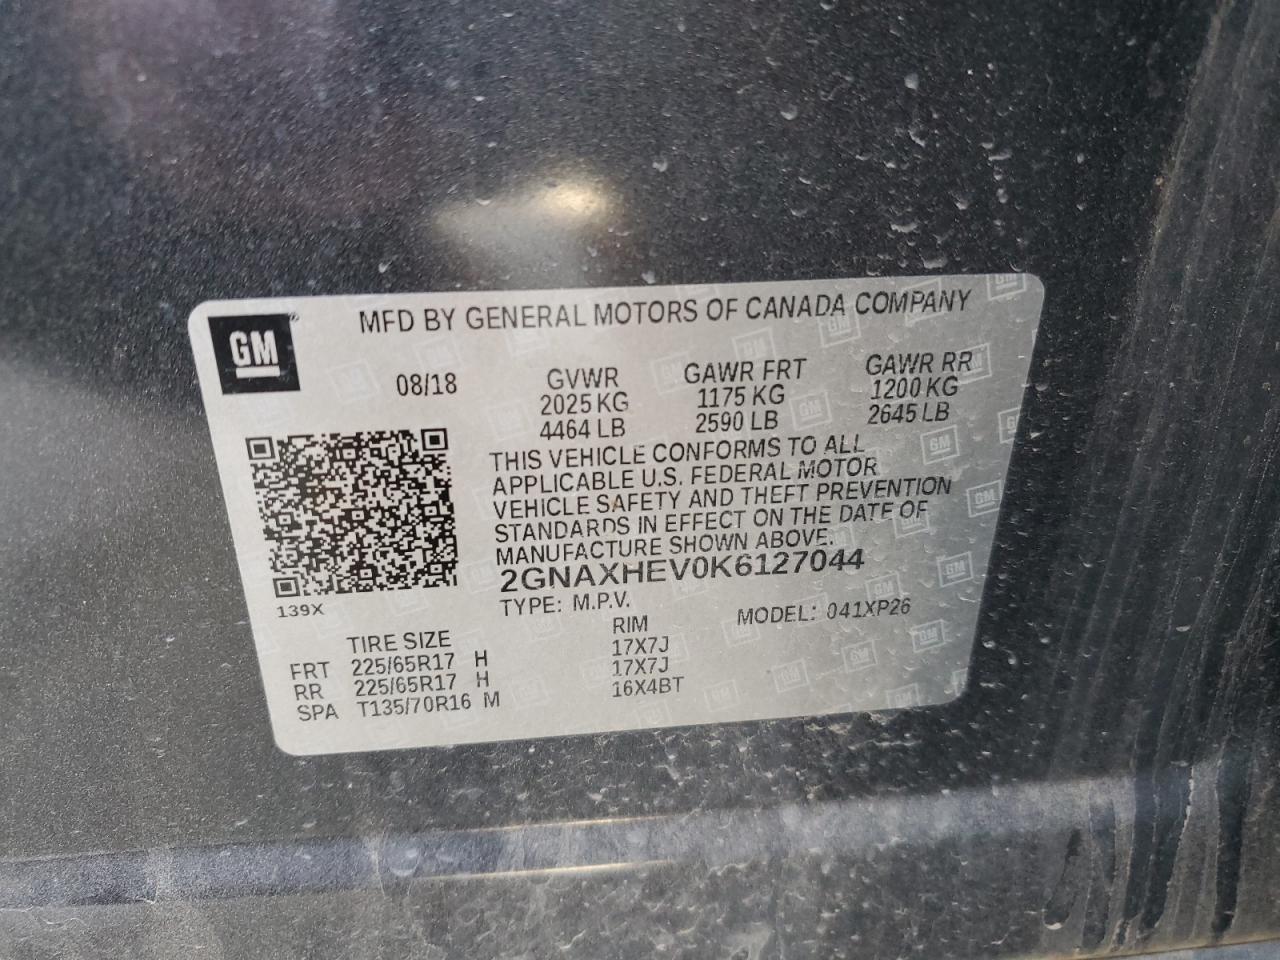 GM
MFD BY GENERAL MOTORS OF CANADA COMPANY
08/18
GVWR GAWR FRT GAWR RR
2025 KG 1175 KG 1200 KG
4464 LB 2590 LB 2645 LB
THIS VEHICLE CONFORMS TO ALL
APPLICABLE U.S. FEDERAL MOTOR
VEHICLE SAFETY AND THEFT PREVENTION
STANDARDS IN EFFECT ON THE DATE OF
MANUFACTURE SHOWN ABOVE.
2GNAXHEV0K6127044
139X
TYPE: M.P.V. MODEL: 041XP26
TIRE SIZE RIM
FRT 225/65R17 H 17X7J
RR 225/65R17 H 17X7J
SPA T135/70R16 M 16X4BT